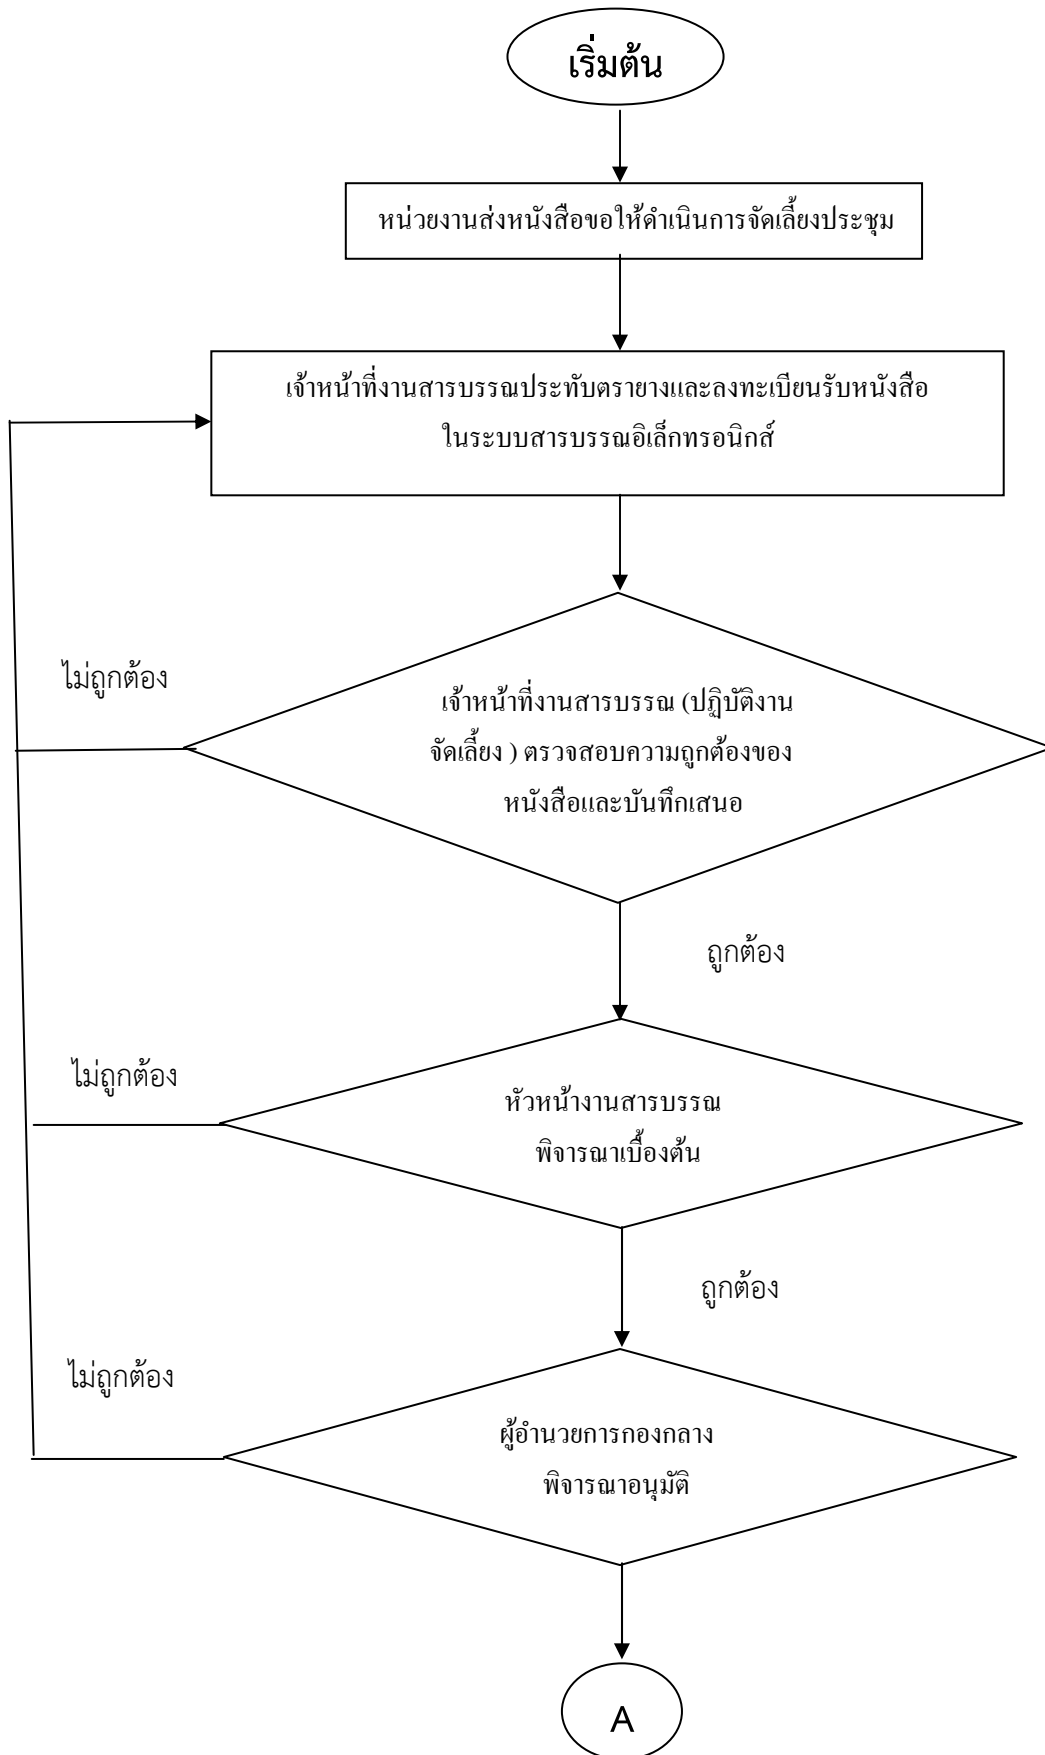 เริ่มต้น
หน่วยงานส่งหนังสือขอให้ดำเนินการจัดเลี้ยงประชุม
เจ้าหน้าที่งานสารบรรณประทับตรายางและลงทะเบียนรับหนังสือ
ในระบบสารบรรณอิเล็กทรอนิกส์
ไม่ถูกต้อง
เจ้าหน้าที่งานสารบรรณ (ปฏิบัติงาน
จัดเลี้ยง ) ตรวจสอบความถูกต้องของ
หนังสือและบันทึกเสนอ
ถูกต้อง
ไม่ถูกต้อง
หัวหน้างานสารบรรณ
พิจารณาเบื้องต้น
ถูกต้อง
ไม่ถูกต้อง
ผู้อำนวยการกองกลาง
พิจารณาอนุมัติ
A